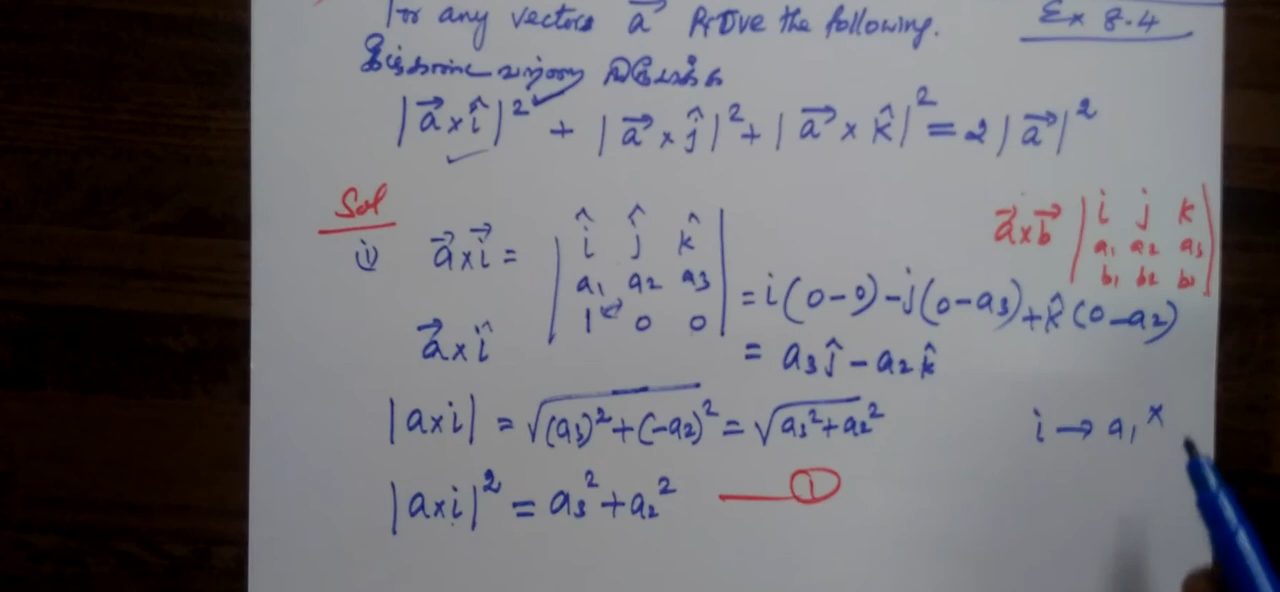 For any vectors a⃗ Prove the following. Ex 8.4
|a⃗ × î|² + |a⃗ × ĵ|² + |a⃗ × k̂|² = 2|a⃗|²
Sol
(i) a⃗×i⃗ = | î ĵ k̂ |
| a₁ a₂ a₃ |
| 1 0 0 |
= i(0-0) - j(0-a₃) + k̂(0-a₂)
a⃗×b⃗ | i j k |
| a₁ a₂ a₃ |
| b₁ b₂ b₃ |
a⃗×î = a₃ĵ - a₂k̂
|a×i| = √(a₃)²+(-a₂)² = √a₃²+a₂² i → a₁ ×
|a×i|² = a₃²+a₂² —— ①